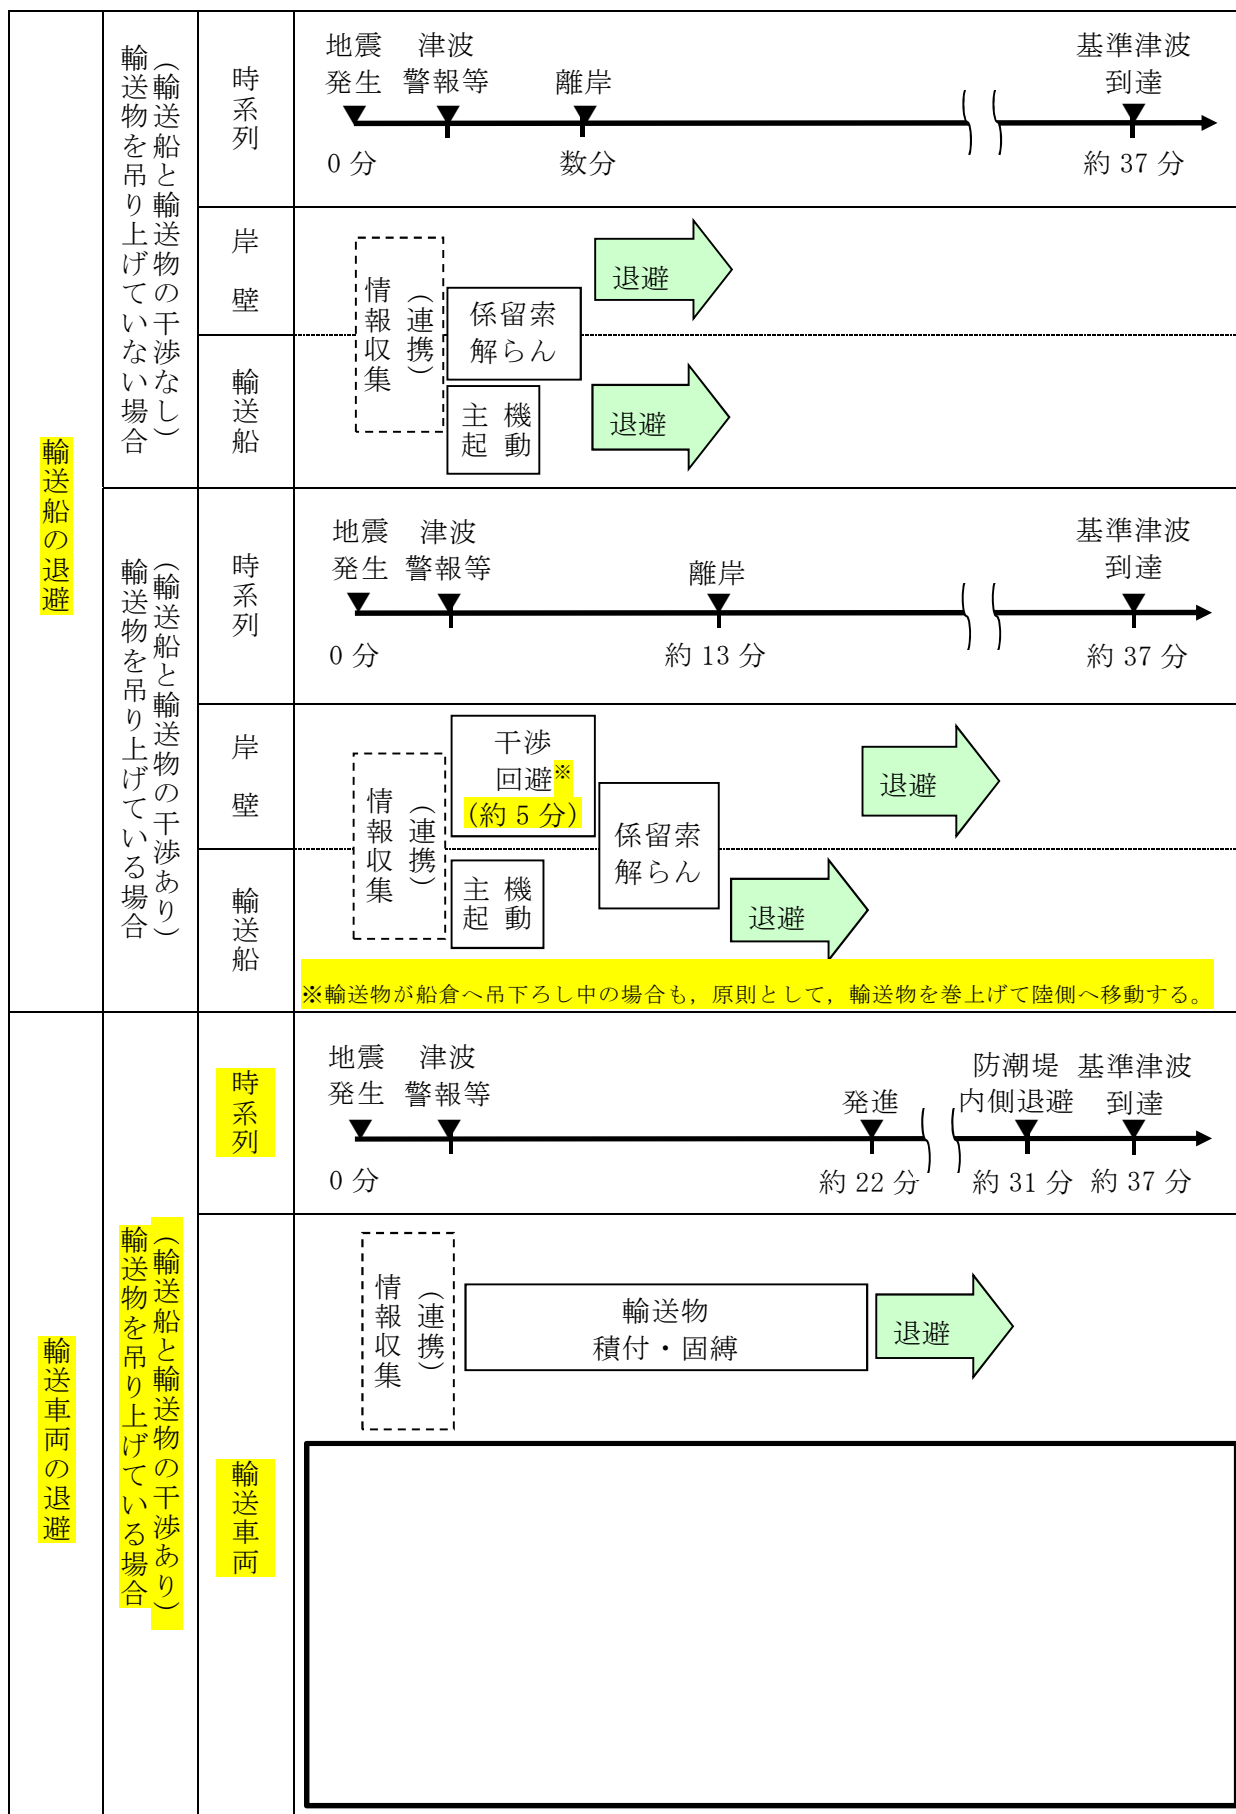 輸送船の退避
輸送物を吊り上げていない場合
（輸送船と輸送物の干渉なし）
時系列
地震 津波 基準津波
発生 警報等 離岸 到達
0 分 数分 約 37 分
岸壁
輸送船
情報収集
（連携）
係留索
解らん
主機
起動
退避
退避
輸送物を吊り上げている場合
（輸送船と輸送物の干渉あり）
時系列
地震 津波 基準津波
発生 警報等 離岸 到達
0 分 約 13 分 約 37 分
岸壁
輸送船
情報収集
（連携）
干渉
回避※
(約 5 分)
主機
起動
係留索
解らん
退避
退避
※輸送物が船倉へ吊下ろし中の場合も，原則として，輸送物を巻上げて陸側へ移動する。
輸送車両の退避
輸送物を吊り上げている場合
（輸送船と輸送物の干渉あり）
時系列
地震 津波 防潮堤 基準津波
発生 警報等 発進 内側退避 到達
0 分 約 22 分 約 31 分 約 37 分
輸送車両
情報収集
（連携）
輸送物
積付・固縛
退避